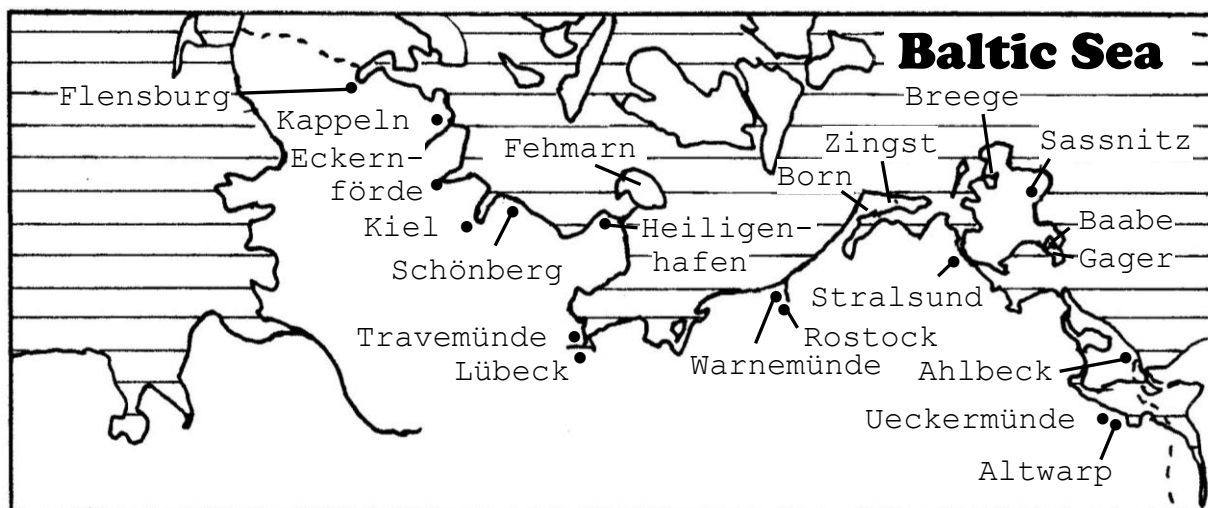 Baltic Sea
Flensburg
Breege
Kappeln
Zingst
Sassnitz
Eckern-
förde
Fehmarn
Born
Kiel
Heiligen-
hafen
Baabe
Gager
Schönberg
Stralsund
Travemünde
Rostock
Lübeck
Warnemünde
Ahlbeck
Ueckermünde
Altwarp